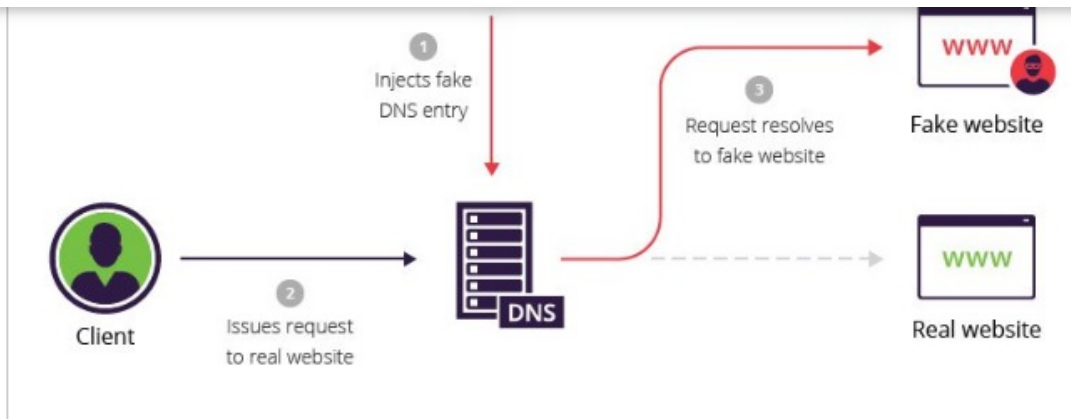 1
Injects fake
DNS entry
www
Fake website
3
Request resolves
to fake website
Client
2
Issues request
to real website
DNS
www
Real website